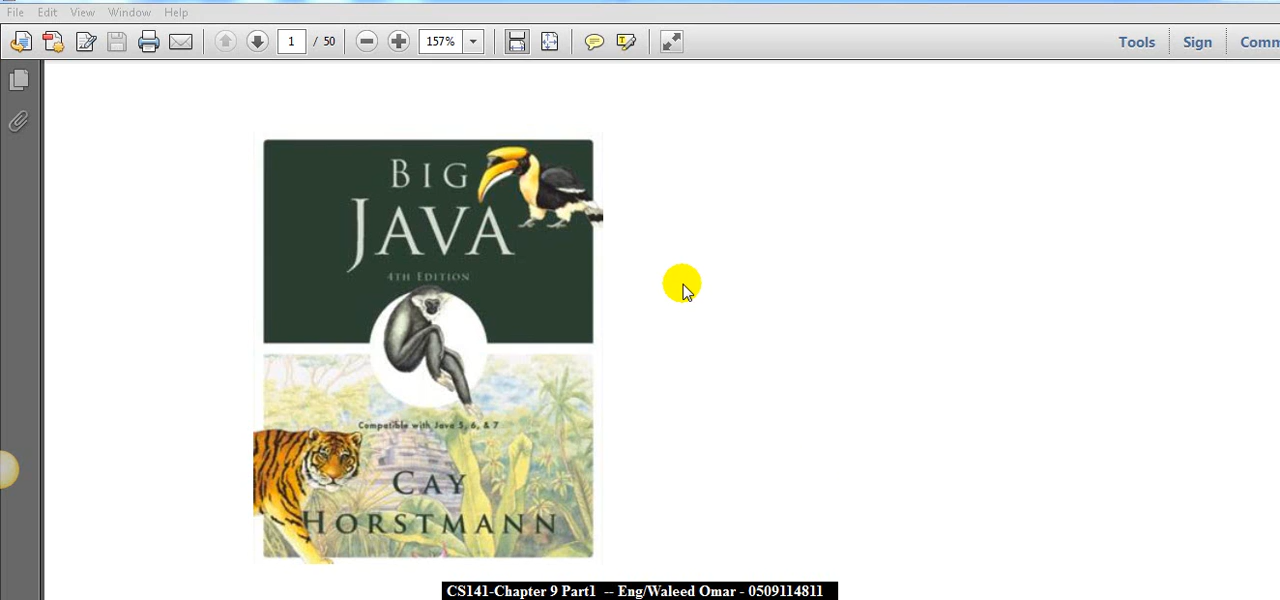 File Edit View Window Help
1 / 50 157% Tools Sign Comm
BIG
JAVA
4TH EDITION
Compatible with Java 5, 6, & 7
CAY
HORSTMANN
CS141-Chapter 9 Part1 -- Eng/Waleed Omar - 0509114811